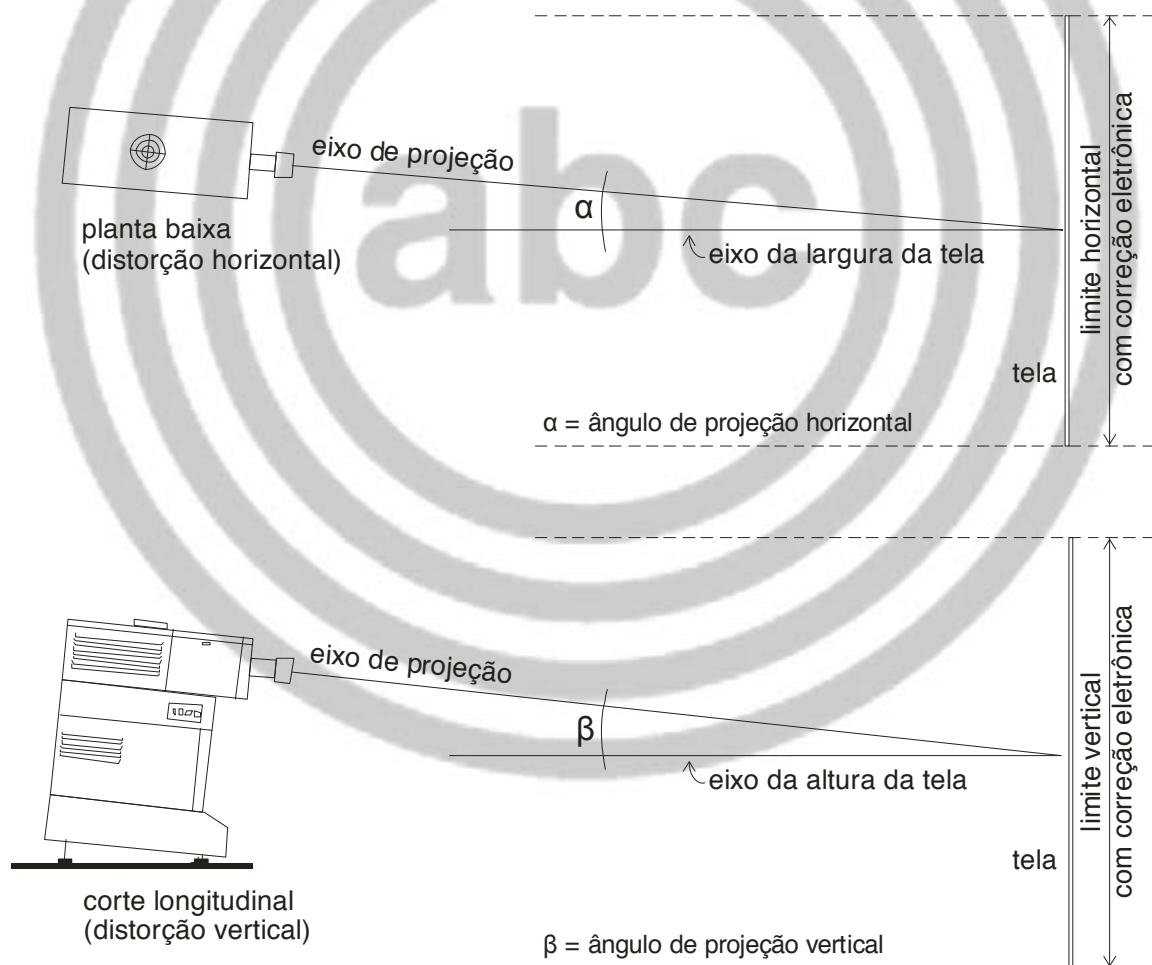 abc
eixo de projeção
α
planta baixa
(distorção horizontal)
eixo da largura da tela
limite horizontal
com correção eletrônica
tela
α = ângulo de projeção horizontal
eixo de projeção
β
eixo da altura da tela
limite vertical
com correção eletrônica
tela
corte longitudinal
(distorção vertical)
β = ângulo de projeção vertical